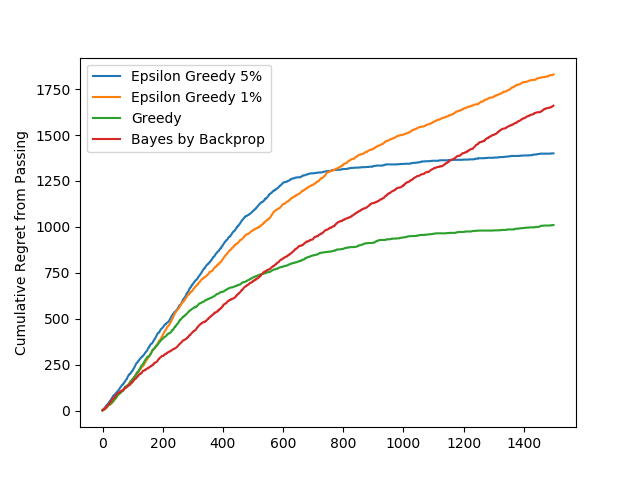 Epsilon Greedy 5%
Epsilon Greedy 1%
Greedy
Bayes by Backprop
Cumulative Regret from Passing
1750
1500
1250
1000
750
500
250
0
0 200 400 600 800 1000 1200 1400